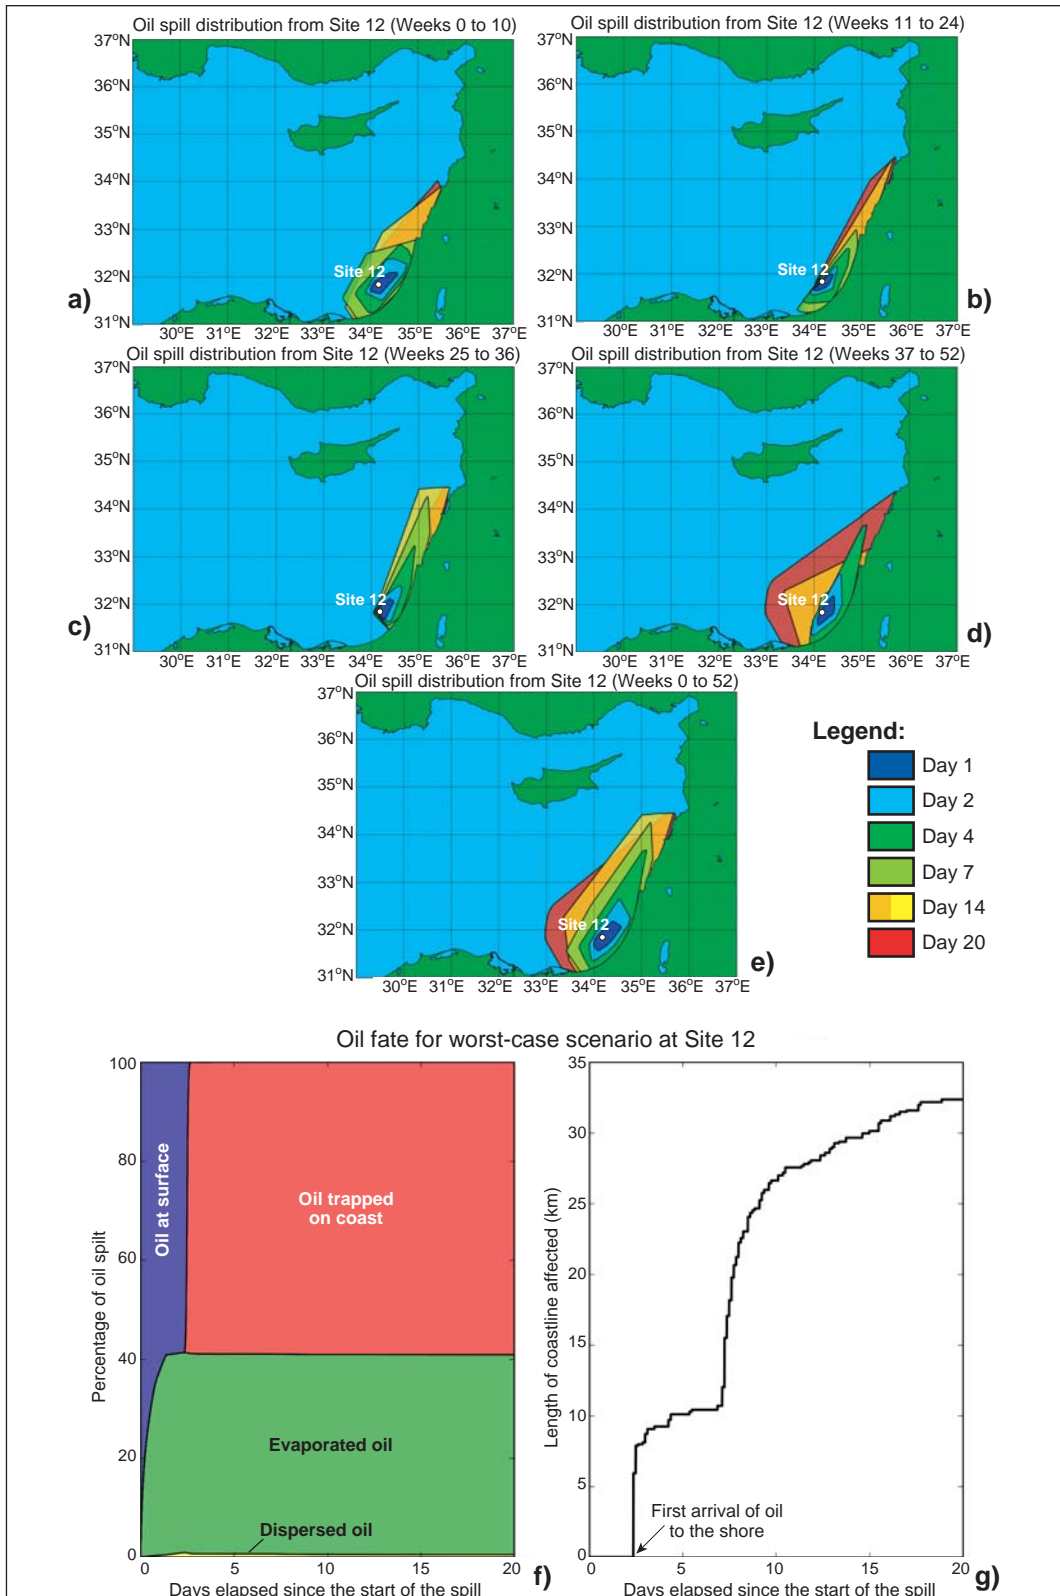 Oil spill distribution from Site 12 (Weeks 0 to 10)
37°N
36°N
35°N
34°N
33°N
32°N
31°N
30°E 31°E 32°E 33°E 34°E 35°E 36°E 37°E
Site 12
a)
Oil spill distribution from Site 12 (Weeks 11 to 24)
37°N
36°N
35°N
34°N
33°N
32°N
31°N
30°E 31°E 32°E 33°E 34°E 35°E 36°E 37°E
Site 12
b)
Oil spill distribution from Site 12 (Weeks 25 to 36)
37°N
36°N
35°N
34°N
33°N
32°N
31°N
30°E 31°E 32°E 33°E 34°E 35°E 36°E 37°E
Site 12
c)
Oil spill distribution from Site 12 (Weeks 37 to 52)
37°N
36°N
35°N
34°N
33°N
32°N
31°N
30°E 31°E 32°E 33°E 34°E 35°E 36°E 37°E
Site 12
d)
Oil spill distribution from Site 12 (Weeks 0 to 52)
37°N
36°N
35°N
34°N
33°N
32°N
31°N
30°E 31°E 32°E 33°E 34°E 35°E 36°E 37°E
Site 12
e)
Legend:
Day 1
Day 2
Day 4
Day 7
Day 14
Day 20
Oil fate for worst-case scenario at Site 12
100
80
60
40
20
0
Percentage of oil spilt
Oil at surface
Oil trapped
on coast
Evaporated oil
Dispersed oil
0 5 10 15 20
Days elapsed since the start of the spill
f)
35
30
25
20
15
10
5
0
Length of coastline affected (km)
First arrival of oil
to the shore
0 5 10 15 20
Days elapsed since the start of the spill
g)